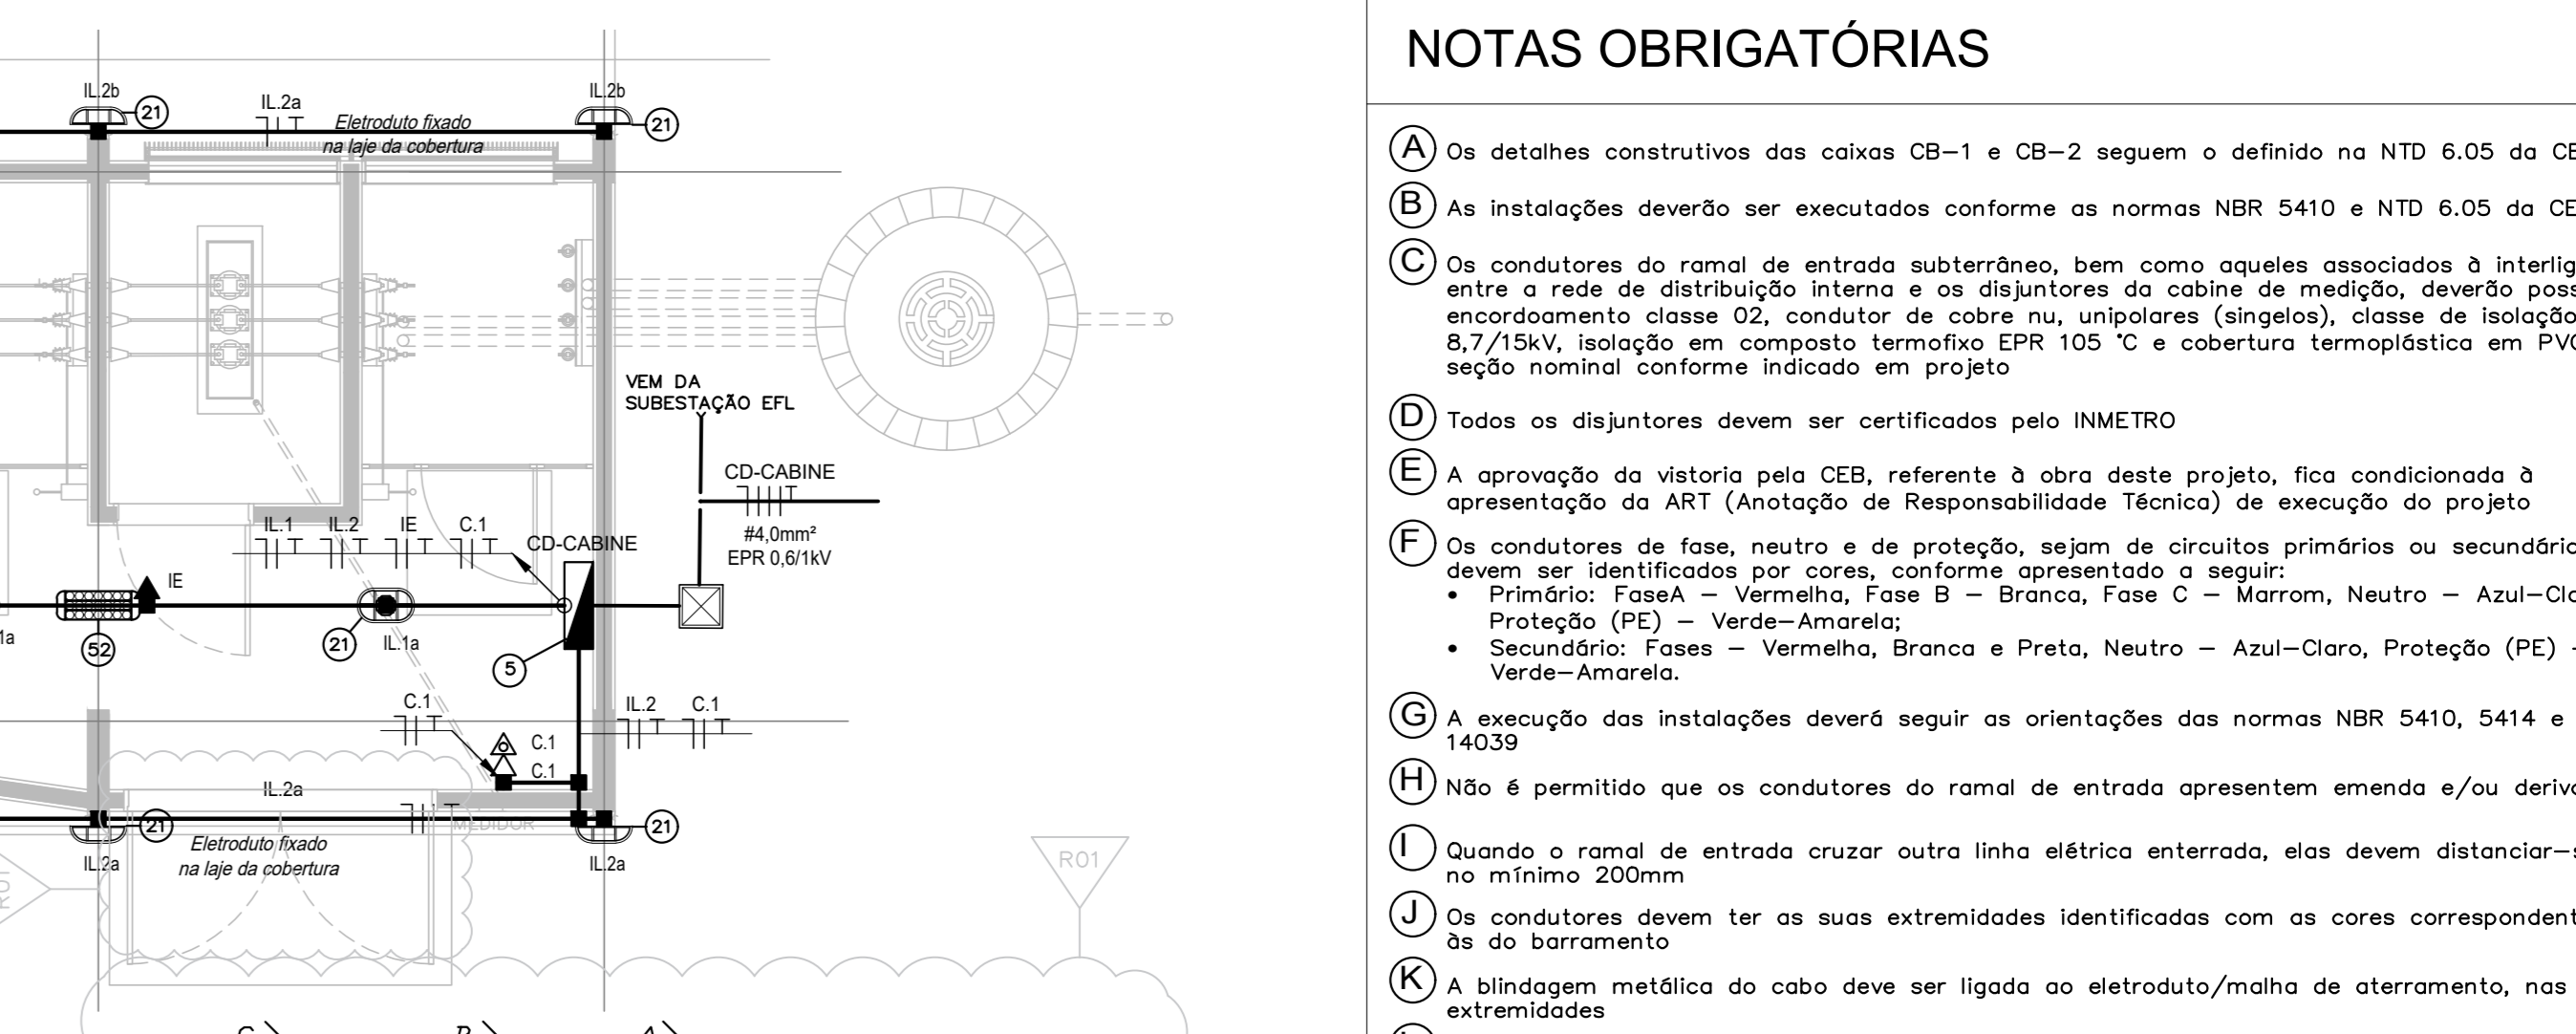 IL.2b
21
IL.2a
Eletroduto fixado
na laje da cobertura
IL.2b
21
VEM DA
SUBESTAÇÃO EFL
CD-CABINE
#4,0mm²
EPR 0,6/1kV
IL.1
IL.2
IE
C.1
CD-CABINE
IE
1a
52
21
IL.1a
5
C.1
IL.2
C.1
C.1
C.1
IL.2a
MEDIDOR
21
21
Eletroduto fixado
na laje da cobertura
IL.2a
IL.2a
R01
R01
C
B
A
NOTAS OBRIGATÓRIAS
A Os detalhes construtivos das caixas CB-1 e CB-2 seguem o definido na NTD 6.05 da CE
B As instalações deverão ser executados conforme as normas NBR 5410 e NTD 6.05 da CE
C Os condutores do ramal de entrada subterrâneo, bem como aqueles associados à interlig
entre a rede de distribuição interna e os disjuntores da cabine de medição, deverão poss
encordoamento classe 02, condutor de cobre nu, unipolares (singelos), classe de isolação
8,7/15kV, isolação em composto termofixo EPR 105 °C e cobertura termoplástica em PVC
seção nominal conforme indicado em projeto
D Todos os disjuntores devem ser certificados pelo INMETRO
E A aprovação da vistoria pela CEB, referente à obra deste projeto, fica condicionada à
apresentação da ART (Anotação de Responsabilidade Técnica) de execução do projeto
F Os condutores de fase, neutro e de proteção, sejam de circuitos primários ou secundário
devem ser identificados por cores, conforme apresentado a seguir:
• Primário: FaseA – Vermelha, Fase B – Branca, Fase C – Marrom, Neutro – Azul-Cla
Proteção (PE) – Verde-Amarela;
• Secundário: Fases – Vermelha, Branca e Preta, Neutro – Azul-Claro, Proteção (PE) -
Verde-Amarela.
G A execução das instalações deverá seguir as orientações das normas NBR 5410, 5414 e
14039
H Não é permitido que os condutores do ramal de entrada apresentem emenda e/ou deriva
I Quando o ramal de entrada cruzar outra linha elétrica enterrada, elas devem distanciar-s
no mínimo 200mm
J Os condutores devem ter as suas extremidades identificadas com as cores correspondent
às do barramento
K A blindagem metálica do cabo deve ser ligada ao eletroduto/malha de aterramento, nas
extremidades